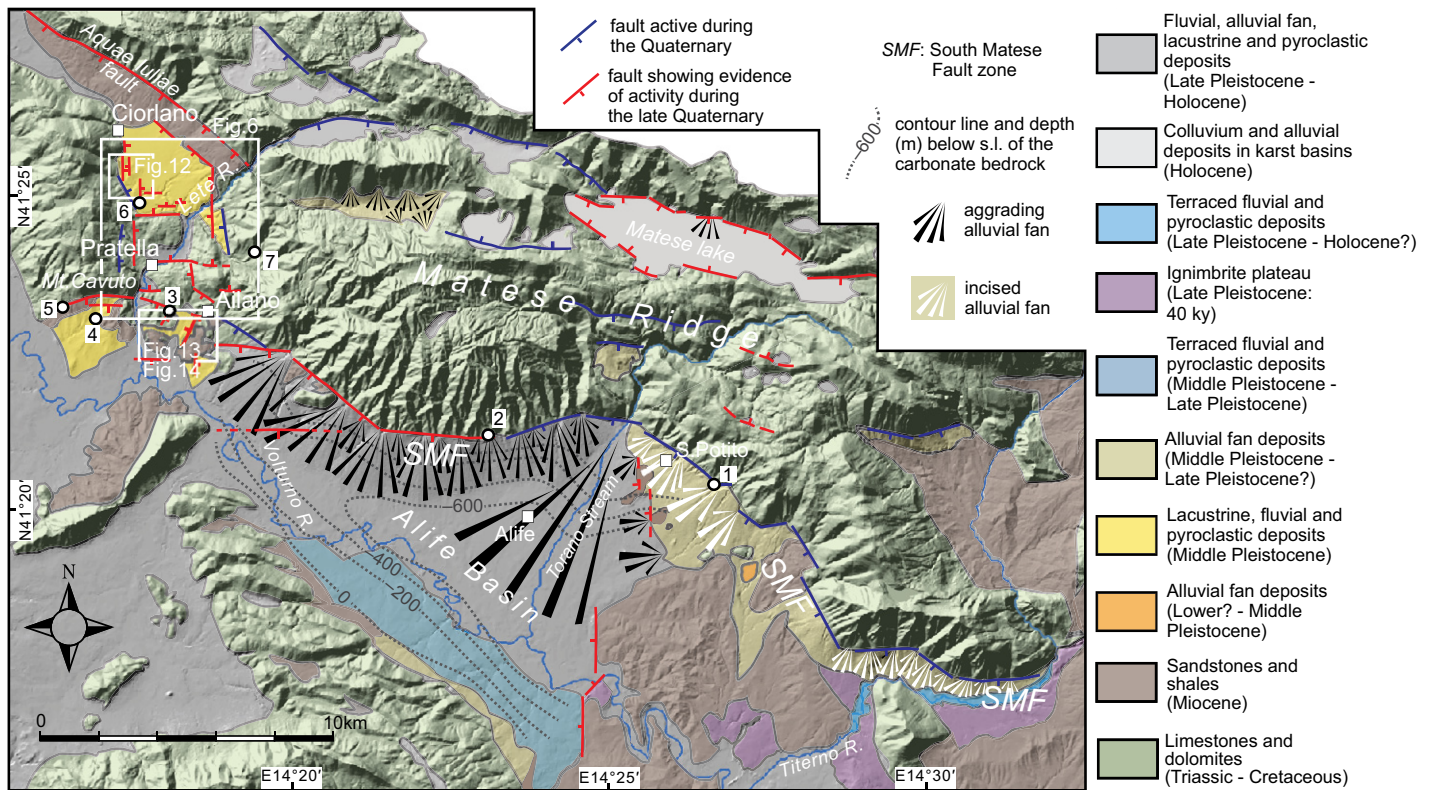 Aquae Iuliae
fault
Ciorlano
Fig.6
Fig.12
Lete R.
6
Pratella
7
Mt Cavuto
5
4
3
Ailano
Fig.13
Fig.14
Matese lake
Matese Ridge
2
SMF
S.Potito
1
Volturno R.
–600
Alife
Alife Basin
Torano Stream
400
200
0
SMF
SMF
Titerno R.
N
0 10km
N41°25'
N41°20'
E14°20'
E14°25'
E14°30'
fault active during
the Quaternary
fault showing evidence
of activity during
the late Quaternary
SMF: South Matese
Fault zone
–600
contour line and depth
(m) below s.l. of the
carbonate bedrock
aggrading
alluvial fan
incised
alluvial fan
Fluvial, alluvial fan,
lacustrine and pyroclastic
deposits
(Late Pleistocene -
Holocene)
Colluvium and alluvial
deposits in karst basins
(Holocene)
Terraced fluvial and
pyroclastic deposits
(Late Pleistocene - Holocene?)
Ignimbrite plateau
(Late Pleistocene:
40 ky)
Terraced fluvial and
pyroclastic deposits
(Middle Pleistocene -
Late Pleistocene)
Alluvial fan deposits
(Middle Pleistocene -
Late Pleistocene?)
Lacustrine, fluvial and
pyroclastic deposits
(Middle Pleistocene)
Alluvial fan deposits
(Lower? - Middle
Pleistocene)
Sandstones and
shales
(Miocene)
Limestones and
dolomites
(Triassic - Cretaceous)